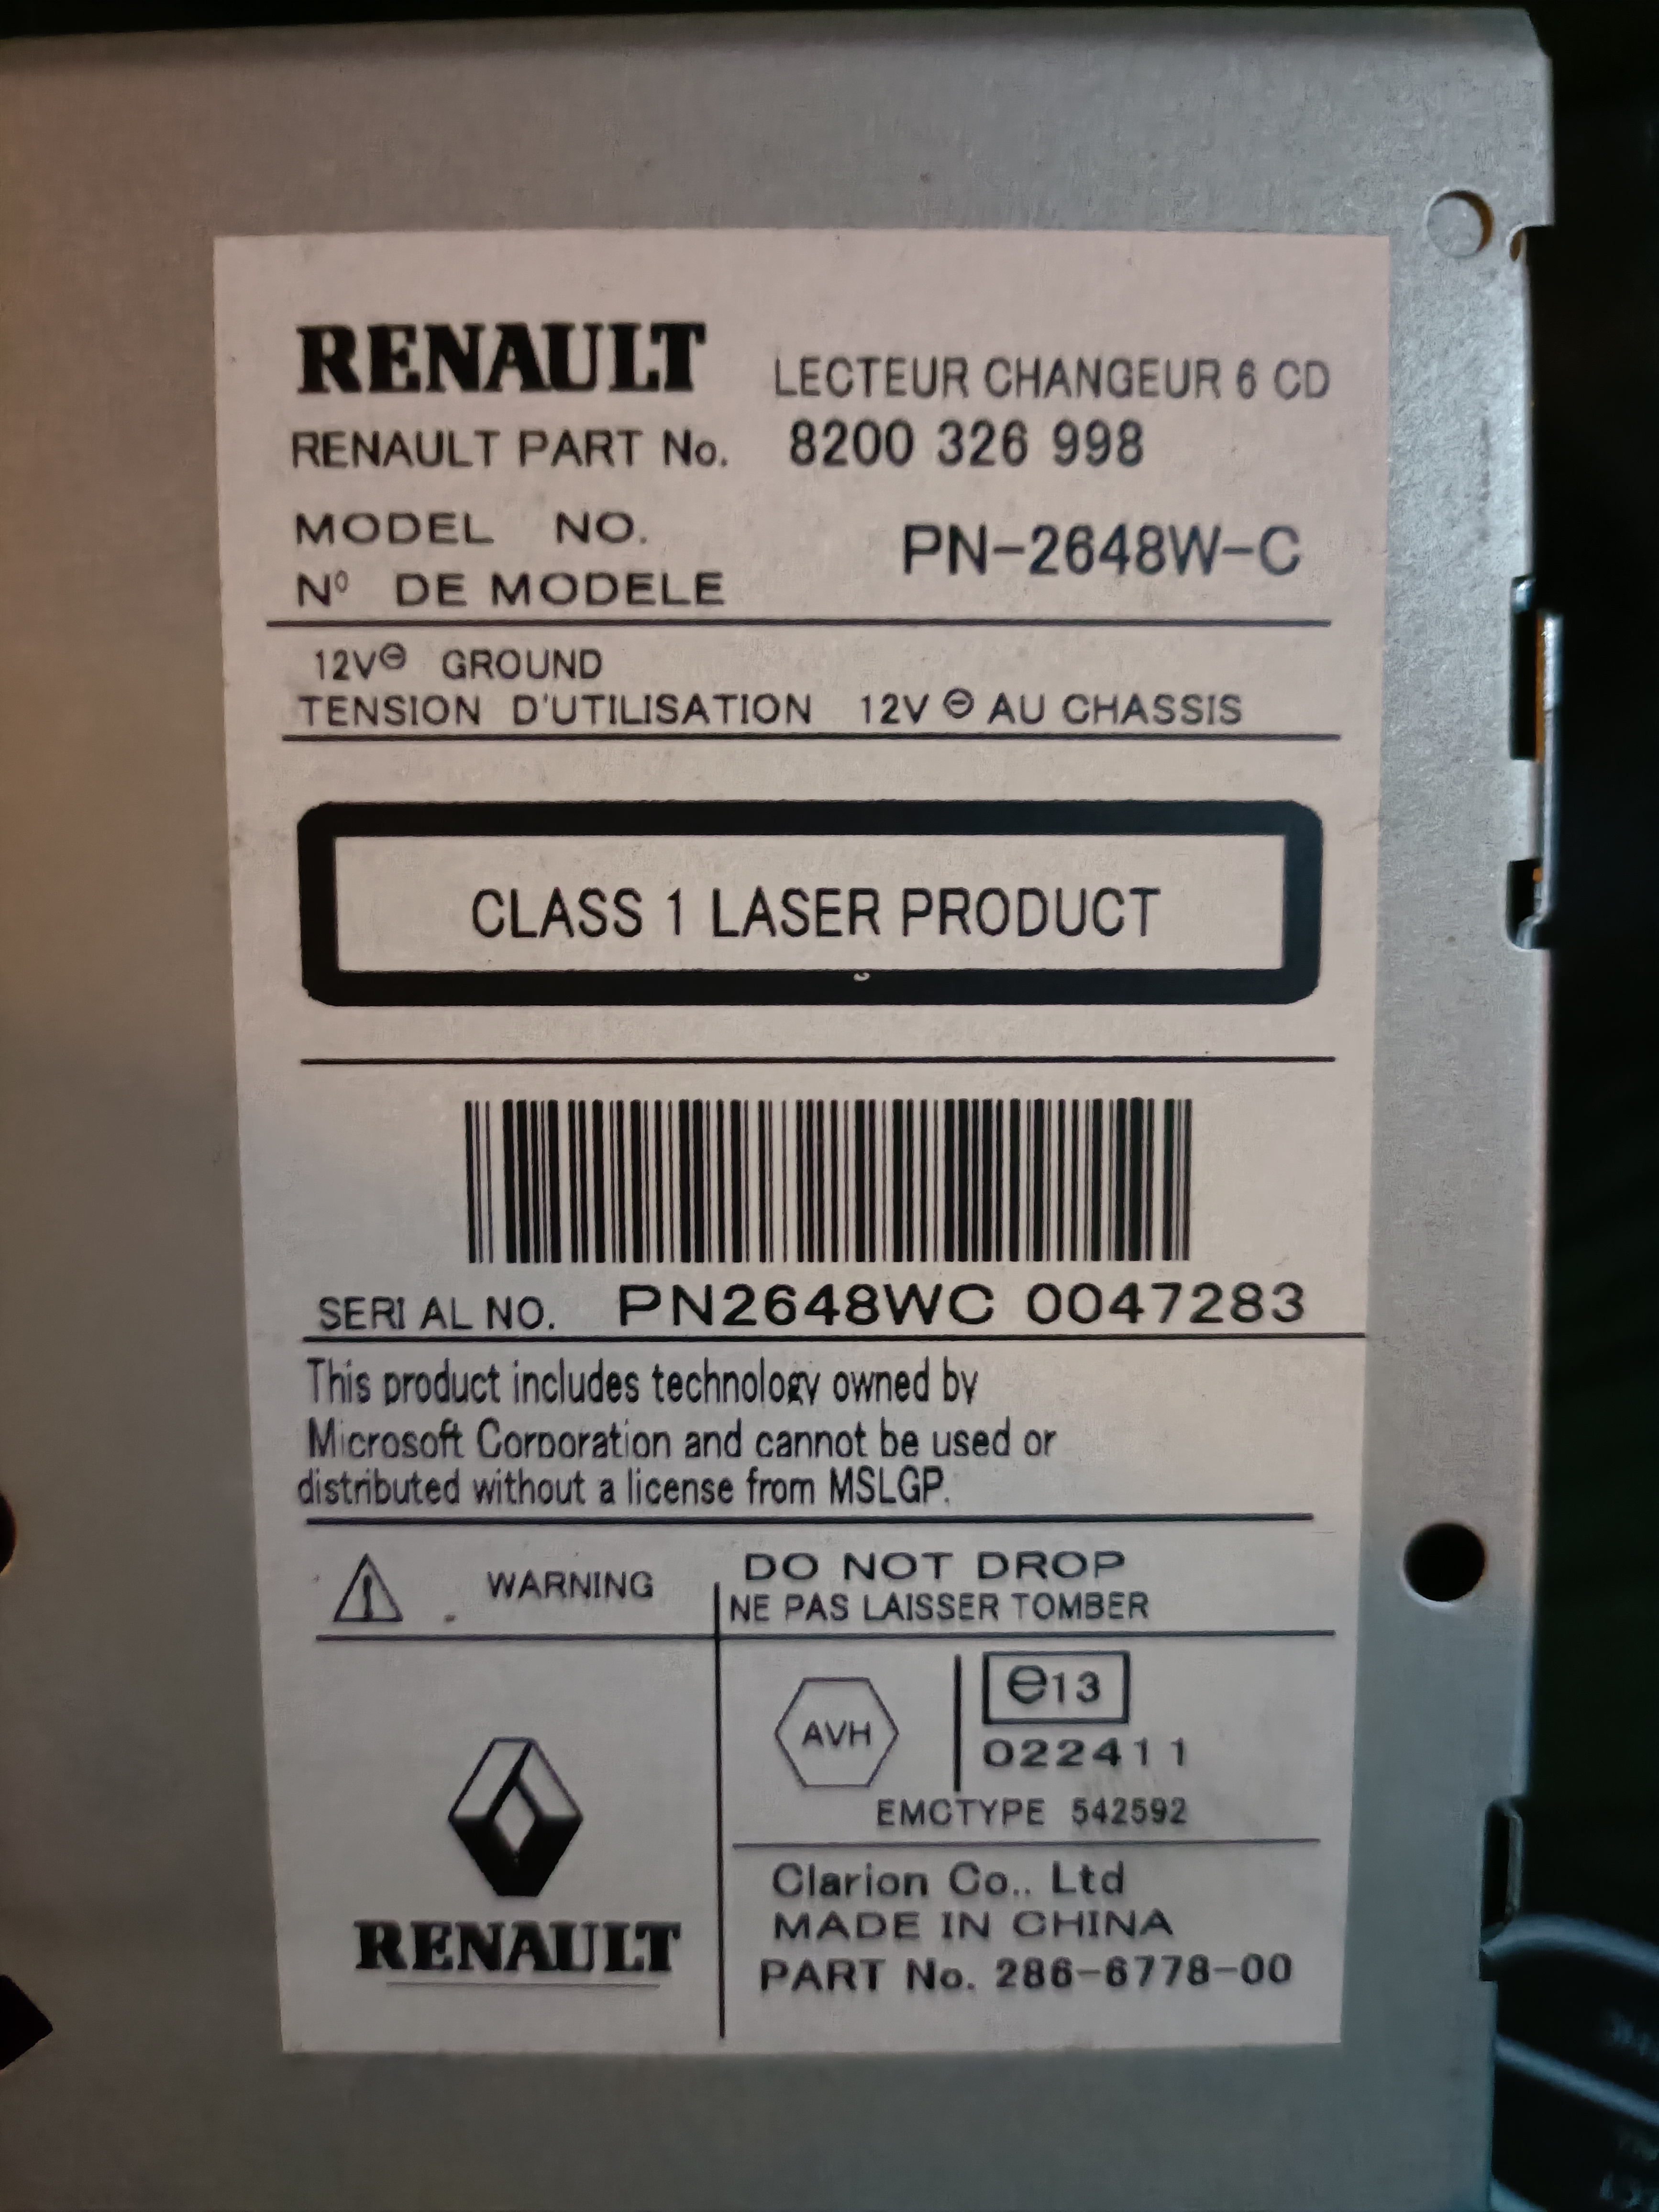 RENAULT LECTEUR CHANGEUR 6 CD
RENAULT PART No. 8200 326 998
MODEL NO. PN-2648W-C
Nº DE MODELE
12V⊖ GROUND
TENSION D'UTILISATION 12V ⊖ AU CHASSIS
CLASS 1 LASER PRODUCT
SERIAL NO. PN2648WC 0047283
This product includes technology owned by
Microsoft Corporation and cannot be used or
distributed without a license from MSLGP.
WARNING
DO NOT DROP
NE PAS LAISSER TOMBER
AVH
e13
022411
EMCTYPE 542592
RENAULT
Clarion Co., Ltd
MADE IN CHINA
PART No. 286-6778-00